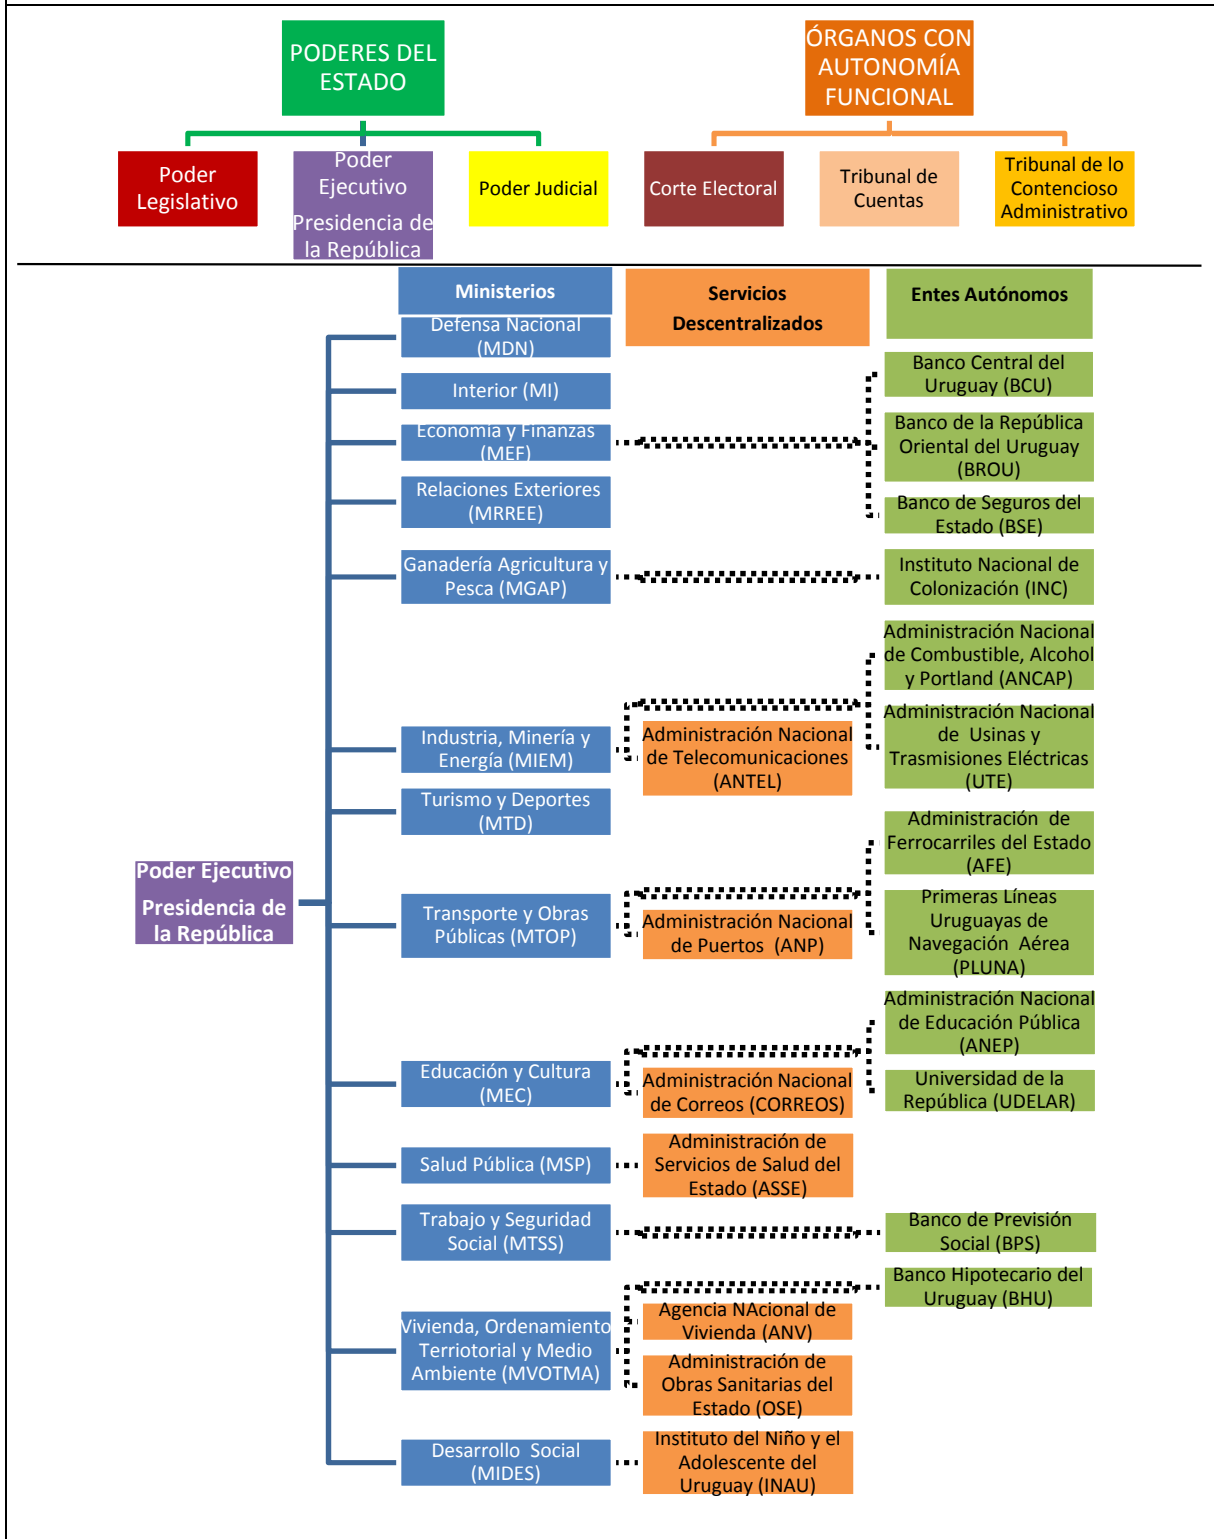 PODERES DEL
ESTADO
ÓRGANOS CON
AUTONOMÍA
FUNCIONAL
Poder
Legislativo
Poder
Ejecutivo
Presidencia de
la República
Poder Judicial
Corte Electoral
Tribunal de
Cuentas
Tribunal de lo
Contencioso
Administrativo
Ministerios
Servicios
Descentralizados
Entes Autónomos
Poder Ejecutivo
Presidencia de
la República
Defensa Nacional
(MDN)
Interior (MI)
Economía y Finanzas
(MEF)
Banco Central del
Uruguay (BCU)
Banco de la República
Oriental del Uruguay
(BROU)
Banco de Seguros del
Estado (BSE)
Relaciones Exteriores
(MRREE)
Ganadería Agricultura y
Pesca (MGAP)
Instituto Nacional de
Colonización (INC)
Industria, Minería y
Energía (MIEM)
Administración Nacional
de Telecomunicaciones
(ANTEL)
Administración Nacional
de Combustible, Alcohol
y Portland (ANCAP)
Administración Nacional
de Usinas y
Trasmisiones Eléctricas
(UTE)
Turismo y Deportes
(MTD)
Transporte y Obras
Públicas (MTOP)
Administración Nacional
de Puertos (ANP)
Administración de
Ferrocarriles del Estado
(AFE)
Primeras Líneas
Uruguayas de
Navegación Aérea
(PLUNA)
Educación y Cultura
(MEC)
Administración Nacional
de Correos (CORREOS)
Administración Nacional
de Educación Pública
(ANEP)
Universidad de la
República (UDELAR)
Salud Pública (MSP)
Administración de
Servicios de Salud del
Estado (ASSE)
Trabajo y Seguridad
Social (MTSS)
Banco de Previsión
Social (BPS)
Vivienda, Ordenamiento
Terriotorial y Medio
Ambiente (MVOTMA)
Agencia NAcional de
Vivienda (ANV)
Administración de
Obras Sanitarias del
Estado (OSE)
Banco Hipotecario del
Uruguay (BHU)
Desarrollo Social
(MIDES)
Instituto del Niño y el
Adolescente del
Uruguay (INAU)